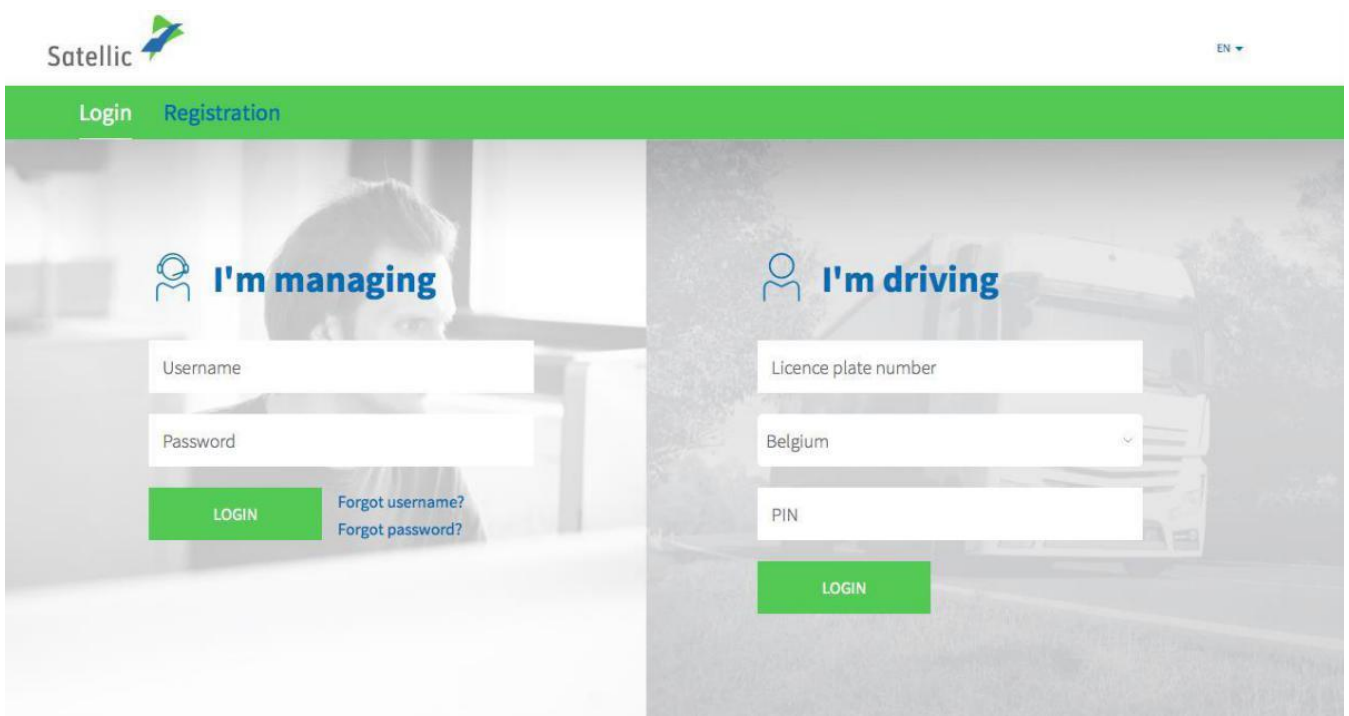 Satellic
EN
Login Registration
I'm managing
Username
Password
LOGIN
Forgot username?
Forgot password?
I'm driving
Licence plate number
Belgium
PIN
LOGIN